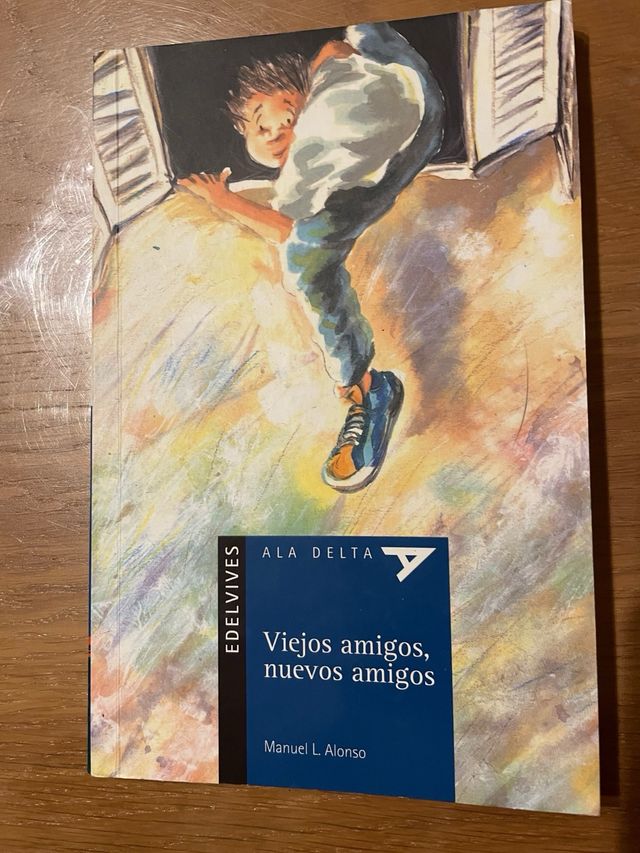 ALA DELTA
EDELVIVES
Viejos amigos,
nuevos amigos
Manuel L. Alonso